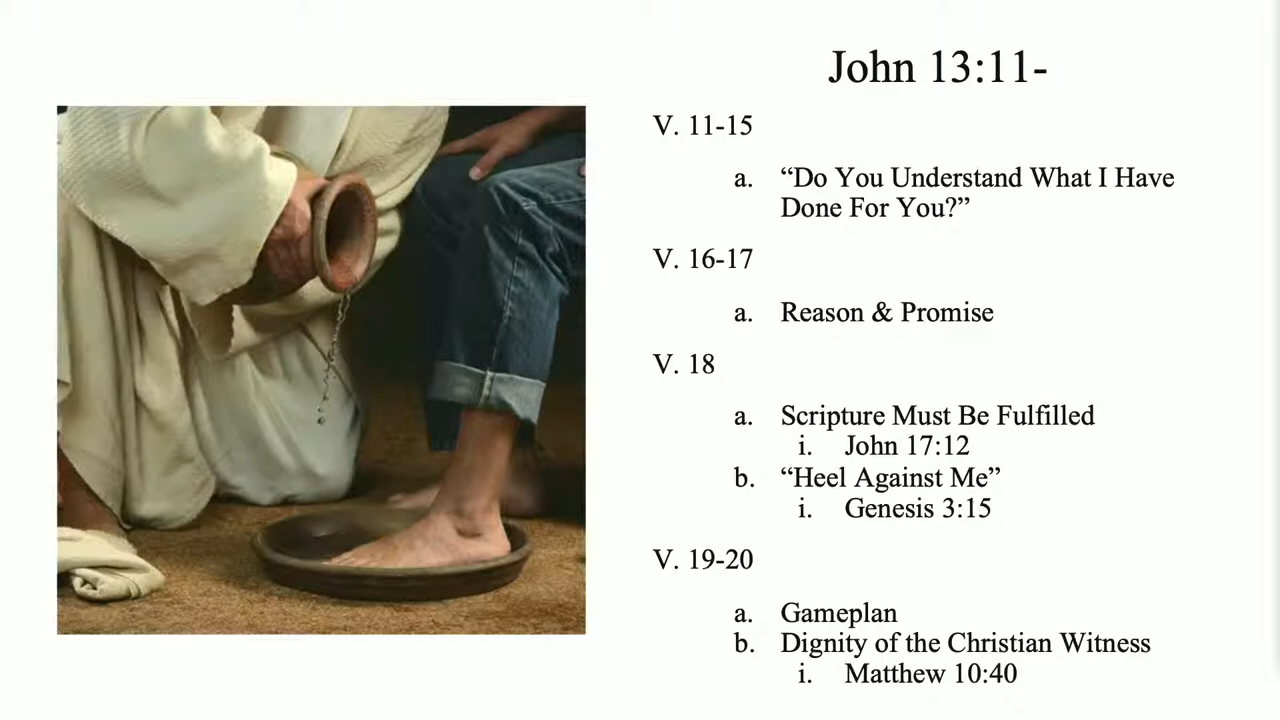 John 13:11-
V. 11-15
a. “Do You Understand What I Have
Done For You?”
V. 16-17
a. Reason & Promise
V. 18
a. Scripture Must Be Fulfilled
i. John 17:12
b. “Heel Against Me”
i. Genesis 3:15
V. 19-20
a. Gameplan
b. Dignity of the Christian Witness
i. Matthew 10:40